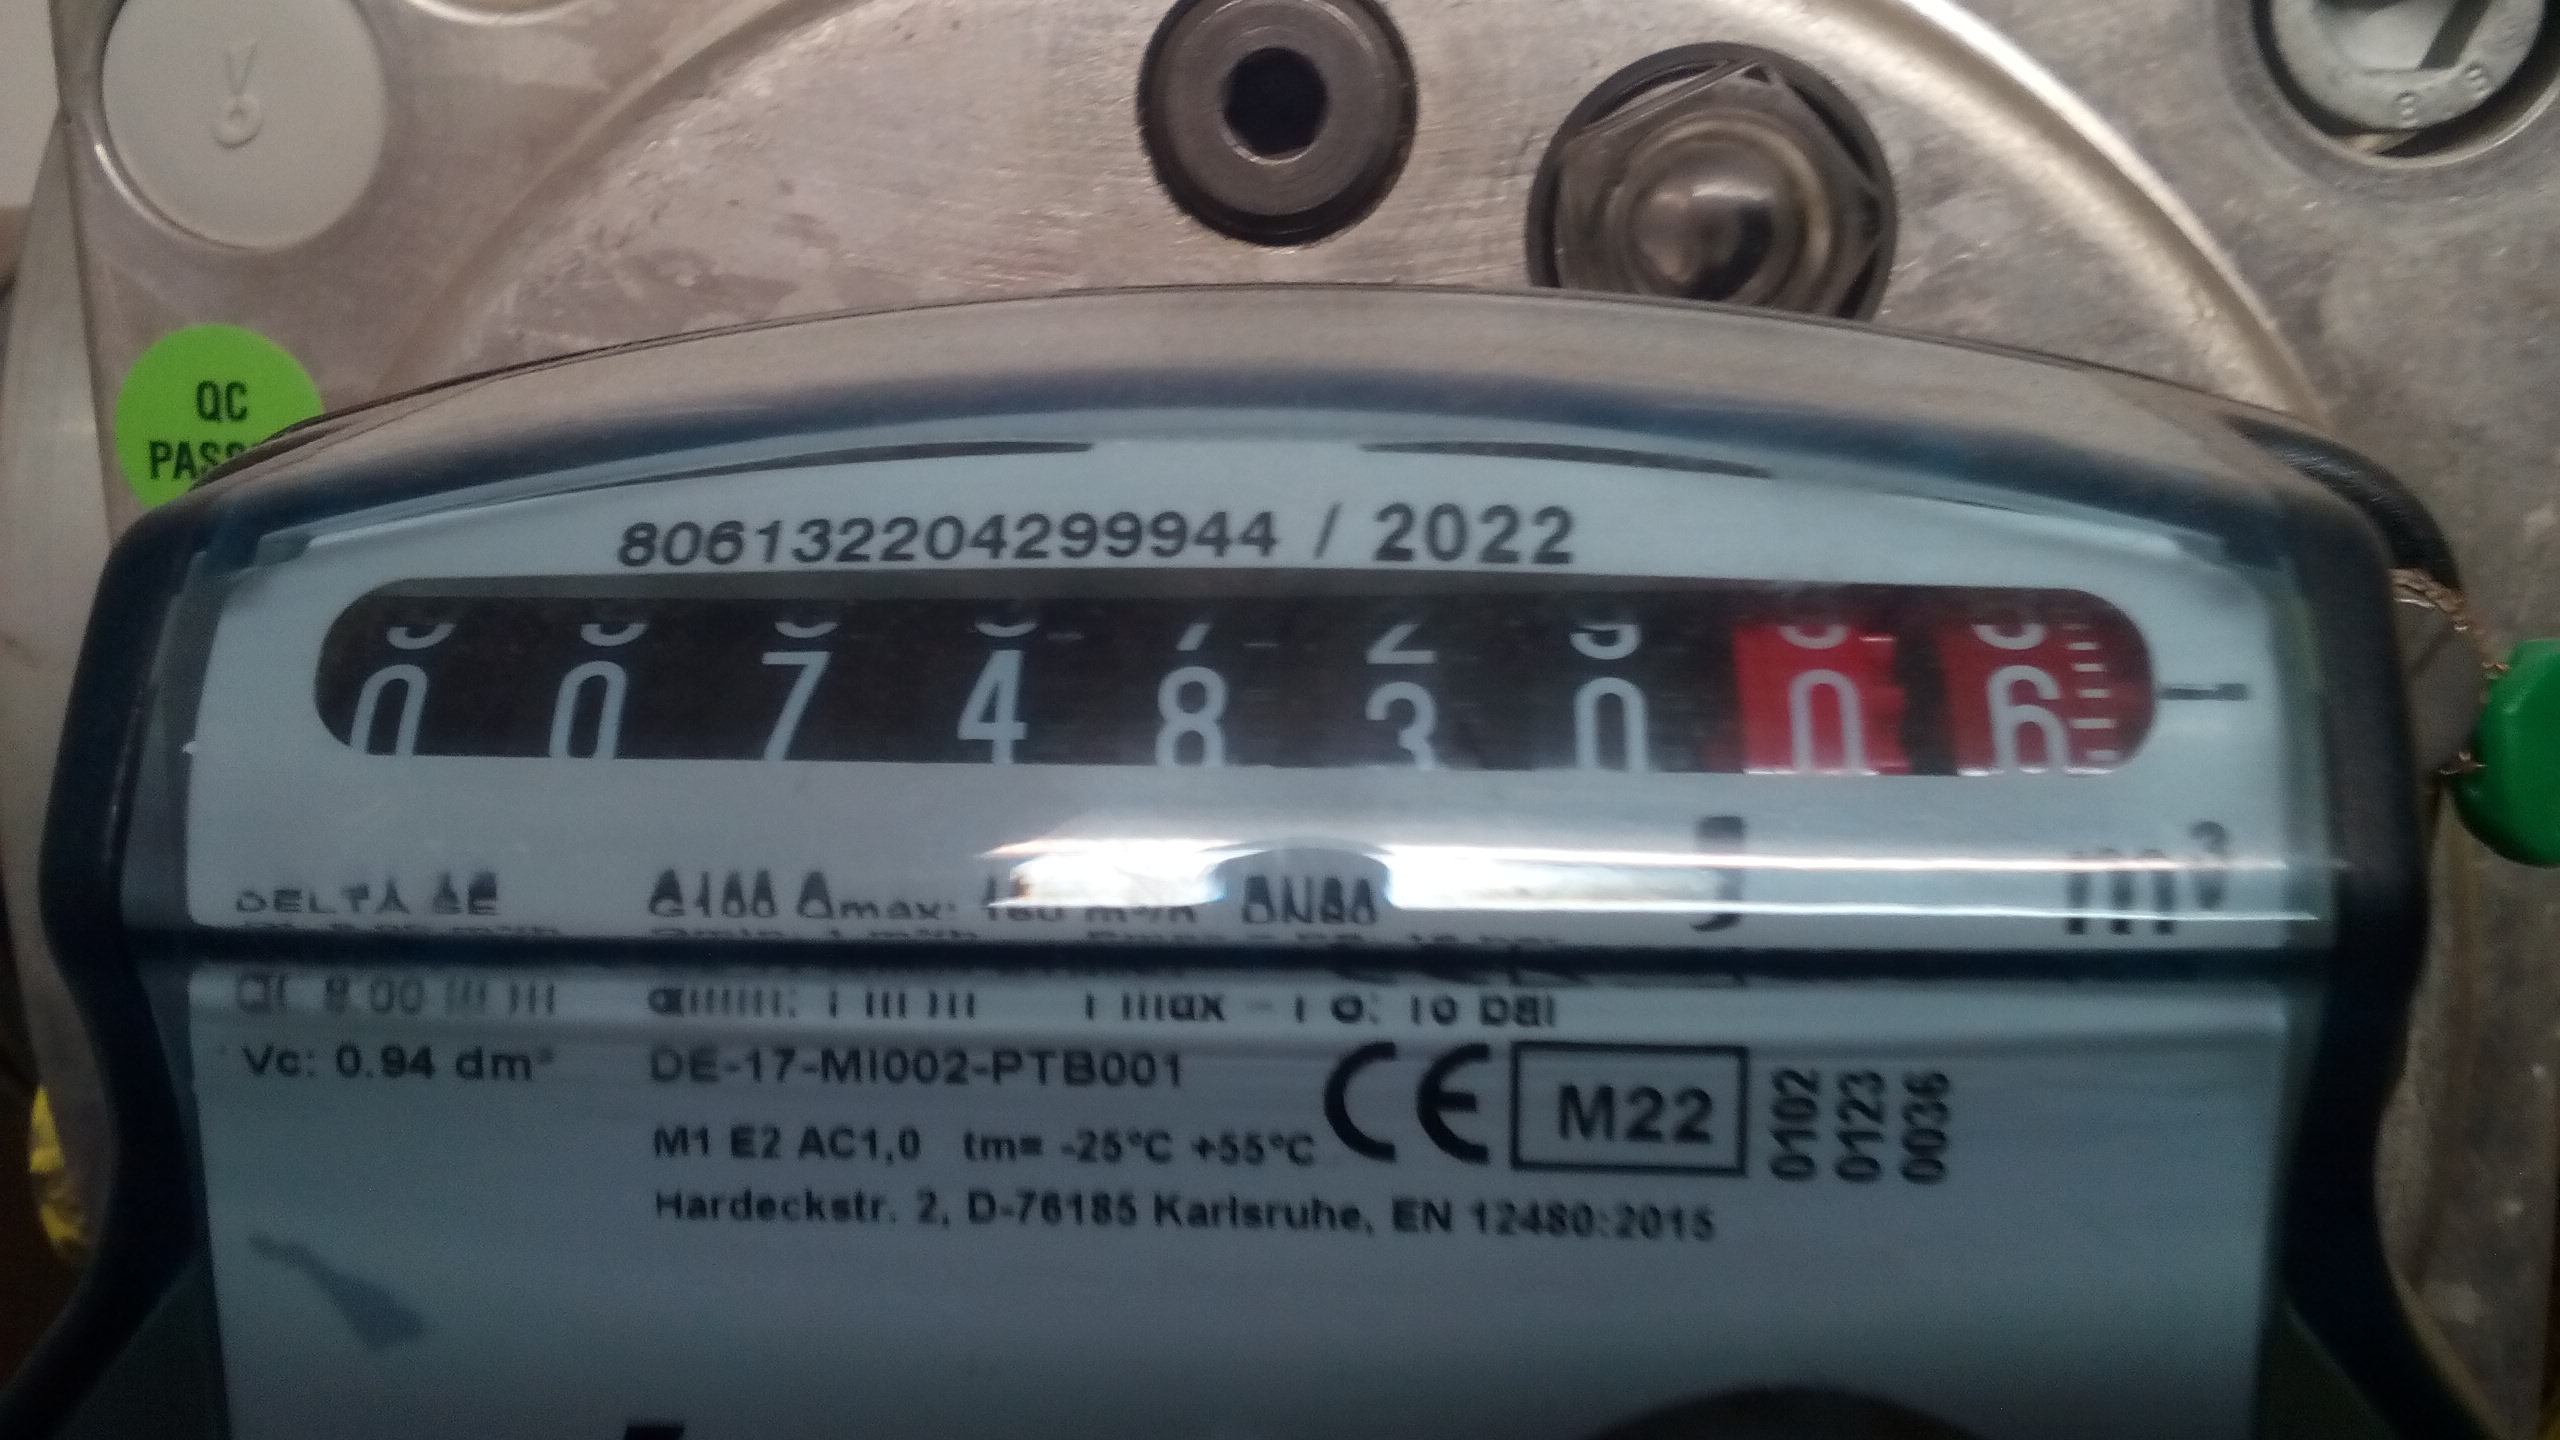 QC
806132204299944 / 2022
0 0 7 4 8 3 0 0 6
m³
DELTA
Vc: 0.94 dm³
DE-17-MI002-PTB001
CE M22 0102 0123 0036
M1 E2 AC1,0 tm= -25°C +55°C
Hardeckstr. 2, D-76185 Karlsruhe, EN 12480:2015